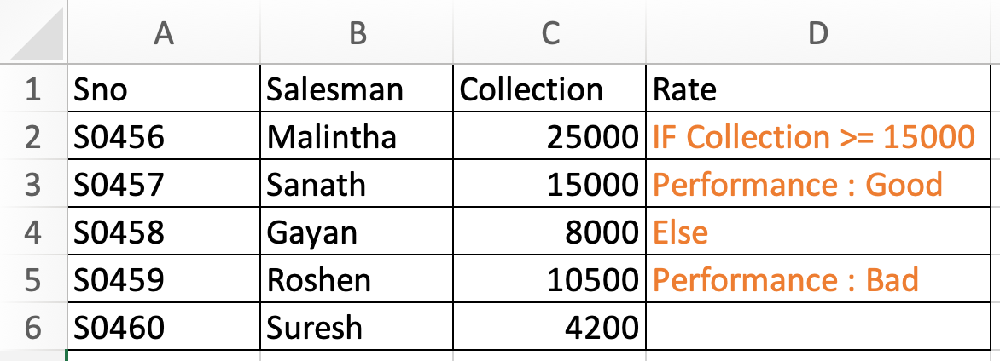 A B C D
1 Sno Salesman Collection Rate
2 S0456 Malintha 25000 IF Collection >= 15000
3 S0457 Sanath 15000 Performance : Good
4 S0458 Gayan 8000 Else
5 S0459 Roshen 10500 Performance : Bad
6 S0460 Suresh 4200